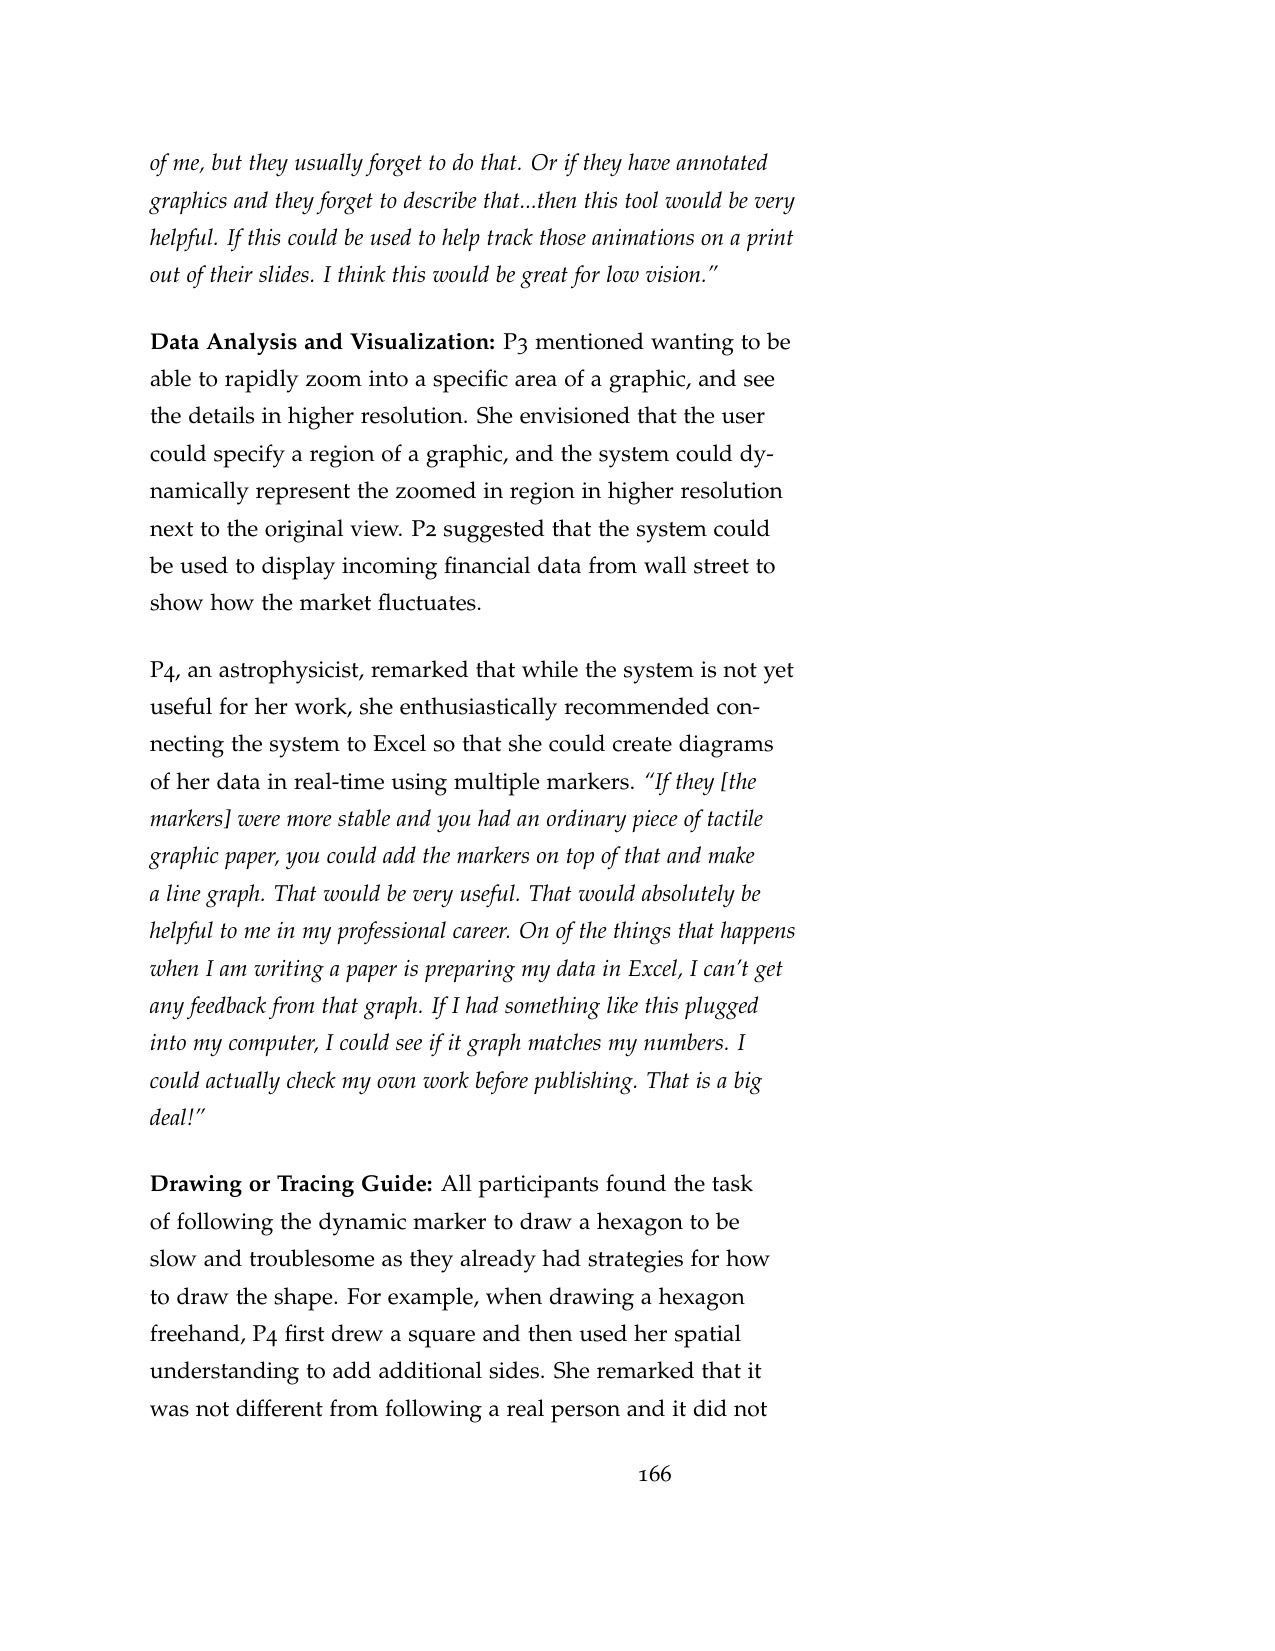 of me, but they usually forget to do that. Or if they have annotated
graphics and they forget to describe that...then this tool would be very
helpful. If this could be used to help track those animations on a print
out of their slides. I think this would be great for low vision.”
Data Analysis and Visualization: P3 mentioned wanting to be
able to rapidly zoom into a specific area of a graphic, and see
the details in higher resolution. She envisioned that the user
could specify a region of a graphic, and the system could dy-
namically represent the zoomed in region in higher resolution
next to the original view. P2 suggested that the system could
be used to display incoming financial data from wall street to
show how the market fluctuates.
P4, an astrophysicist, remarked that while the system is not yet
useful for her work, she enthusiastically recommended con-
necting the system to Excel so that she could create diagrams
of her data in real-time using multiple markers. “If they [the
markers] were more stable and you had an ordinary piece of tactile
graphic paper, you could add the markers on top of that and make
a line graph. That would be very useful. That would absolutely be
helpful to me in my professional career. On of the things that happens
when I am writing a paper is preparing my data in Excel, I can’t get
any feedback from that graph. If I had something like this plugged
into my computer, I could see if it graph matches my numbers. I
could actually check my own work before publishing. That is a big
deal!”
Drawing or Tracing Guide: All participants found the task
of following the dynamic marker to draw a hexagon to be
slow and troublesome as they already had strategies for how
to draw the shape. For example, when drawing a hexagon
freehand, P4 first drew a square and then used her spatial
understanding to add additional sides. She remarked that it
was not different from following a real person and it did not
166